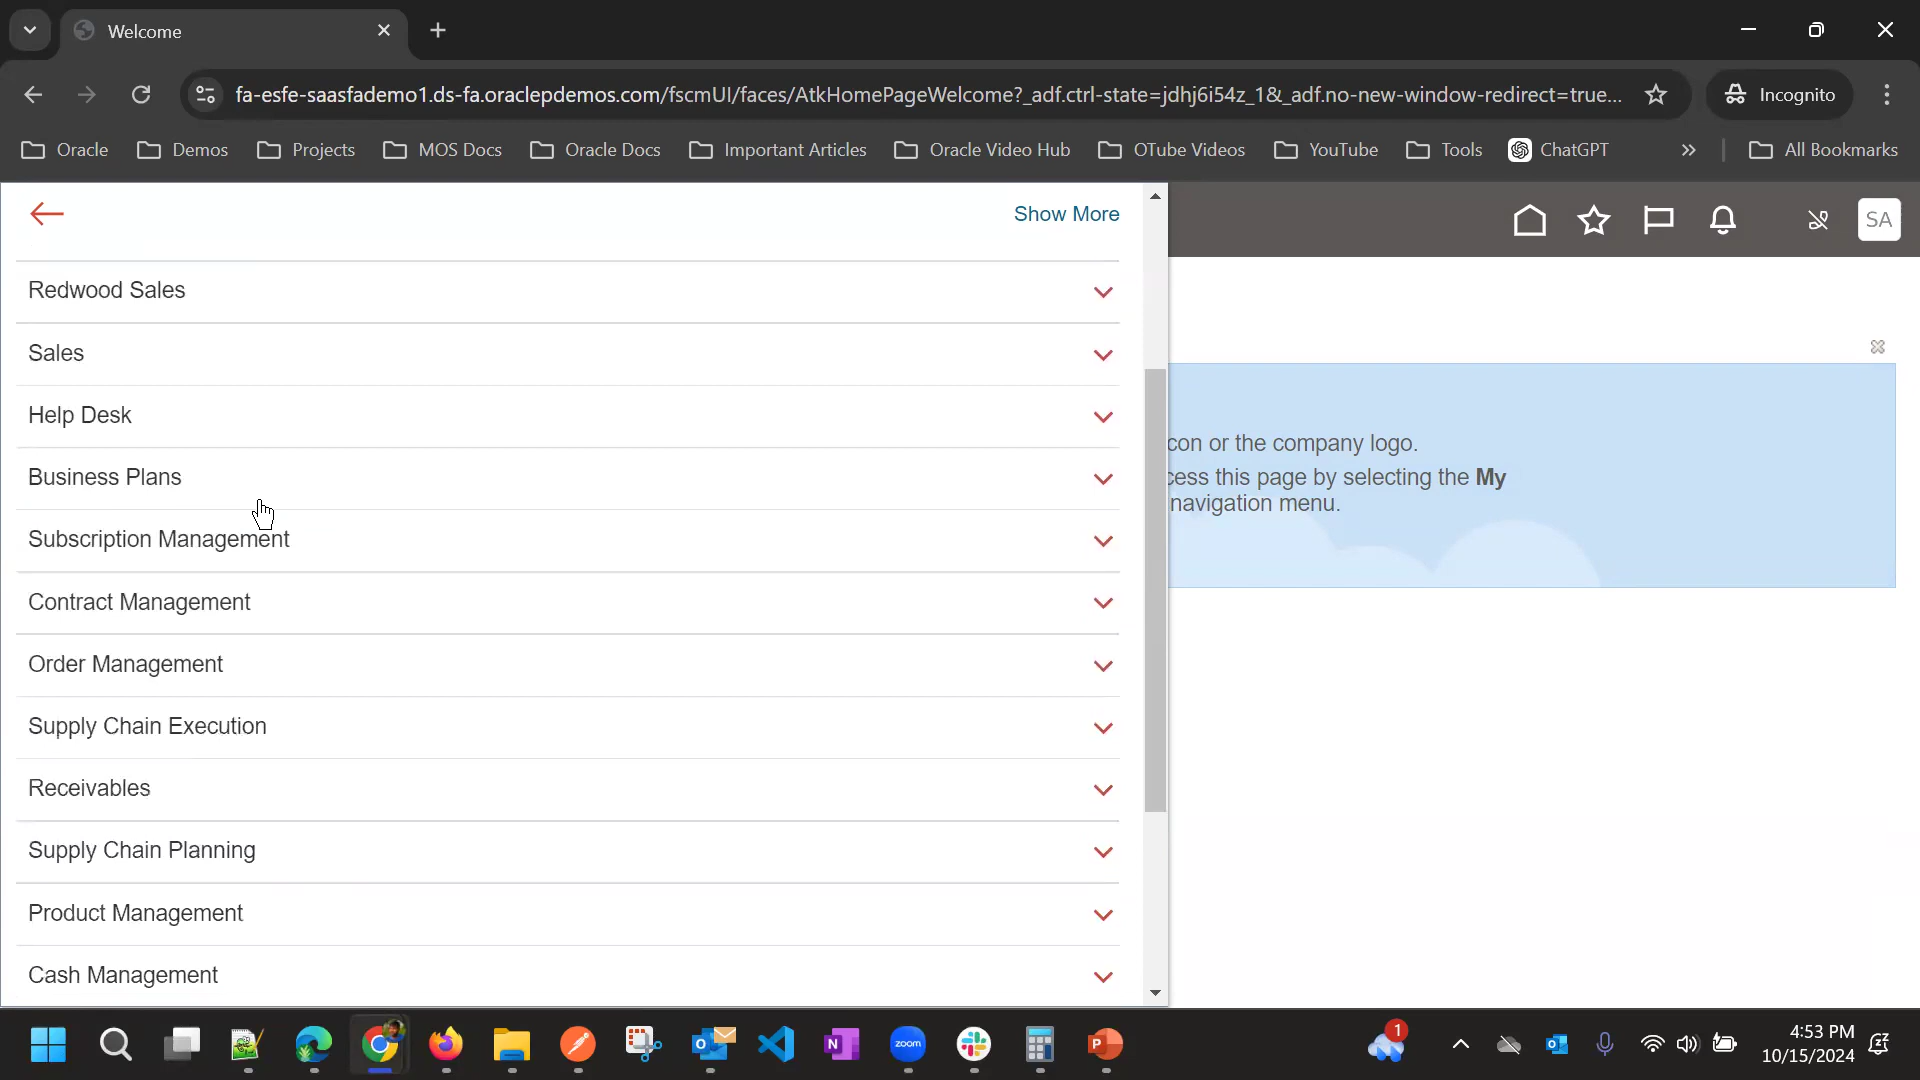 Welcome
fa-esfe-saasfademo1.ds-fa.oraclepdemos.com/fscmUI/faces/AtkHomePageWelcome?_adf.ctrl-state=jdhj6i54z_1&_adf.no-new-window-redirect=true...
Incognito
Oracle
Demos
Projects
MOS Docs
Oracle Docs
Important Articles
Oracle Video Hub
OTube Videos
YouTube
Tools
ChatGPT
All Bookmarks
Show More
SA
Redwood Sales
Sales
Help Desk
Business Plans
Subscription Management
Contract Management
Order Management
Supply Chain Execution
Receivables
Supply Chain Planning
Product Management
Cash Management
con or the company logo.
cess this page by selecting the My
navigation menu.
zoom
1
4:53 PM
10/15/2024